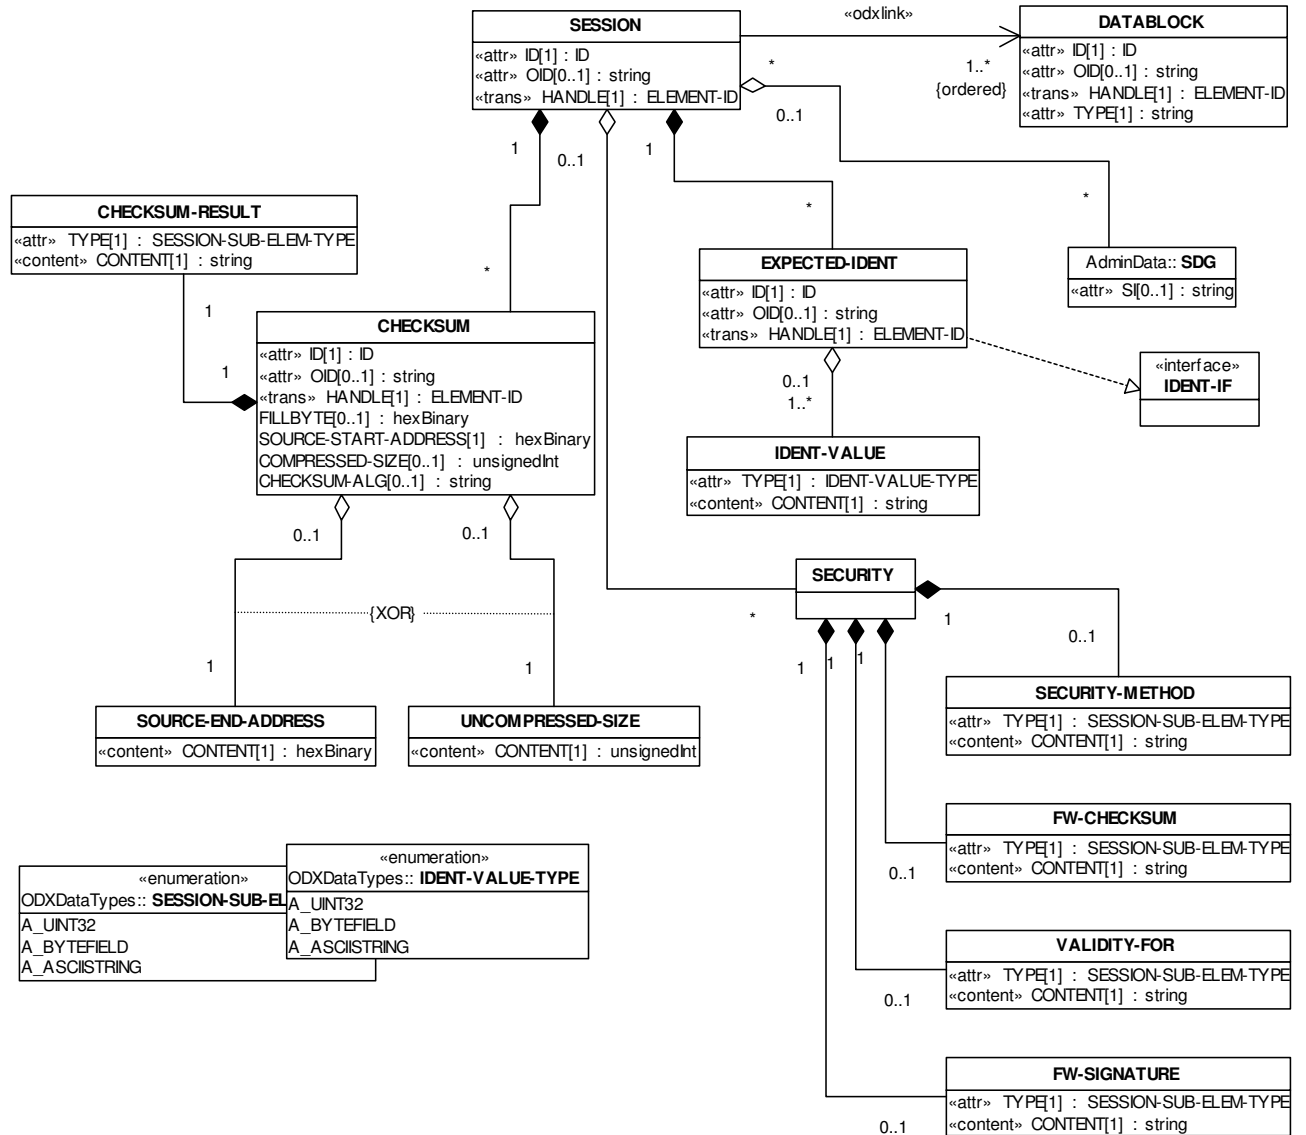 SESSION
«attr» ID[1] : ID
«attr» OID[0..1] : string
«trans» HANDLE[1] : ELEMENT-ID
«odxlink»
*
1..*
{ordered}
DATABLOCK
«attr» ID[1] : ID
«attr» OID[0..1] : string
«trans» HANDLE[1] : ELEMENT-ID
«attr» TYPE[1] : string
0..1
*
1
0..1
1
*
*
CHECKSUM-RESULT
«attr» TYPE[1] : SESSION-SUB-ELEM-TYPE
«content» CONTENT[1] : string
1
1
EXPECTED-IDENT
«attr» ID[1] : ID
«attr» OID[0..1] : string
«trans» HANDLE[1] : ELEMENT-ID
AdminData:: SDG
«attr» SI[0..1] : string
«interface»
IDENT-IF
CHECKSUM
«attr» ID[1] : ID
«attr» OID[0..1] : string
«trans» HANDLE[1] : ELEMENT-ID
FILLBYTE[0..1] : hexBinary
SOURCE-START-ADDRESS[1] : hexBinary
COMPRESSED-SIZE[0..1] : unsignedInt
CHECKSUM-ALG[0..1] : string
0..1
1..*
IDENT-VALUE
«attr» TYPE[1] : IDENT-VALUE-TYPE
«content» CONTENT[1] : string
0..1
0..1
{XOR}
1
1
SOURCE-END-ADDRESS
«content» CONTENT[1] : hexBinary
UNCOMPRESSED-SIZE
«content» CONTENT[1] : unsignedInt
SECURITY
*
1
1
1
1
0..1
SECURITY-METHOD
«attr» TYPE[1] : SESSION-SUB-ELEM-TYPE
«content» CONTENT[1] : string
FW-CHECKSUM
«attr» TYPE[1] : SESSION-SUB-ELEM-TYPE
«content» CONTENT[1] : string
0..1
VALIDITY-FOR
«attr» TYPE[1] : SESSION-SUB-ELEM-TYPE
«content» CONTENT[1] : string
0..1
FW-SIGNATURE
«attr» TYPE[1] : SESSION-SUB-ELEM-TYPE
«content» CONTENT[1] : string
0..1
«enumeration»
ODXDataTypes:: SESSION-SUB-EL
A_UINT32
A_BYTEFIELD
A_ASCIISTRING
«enumeration»
ODXDataTypes:: IDENT-VALUE-TYPE
A_UINT32
A_BYTEFIELD
A_ASCIISTRING